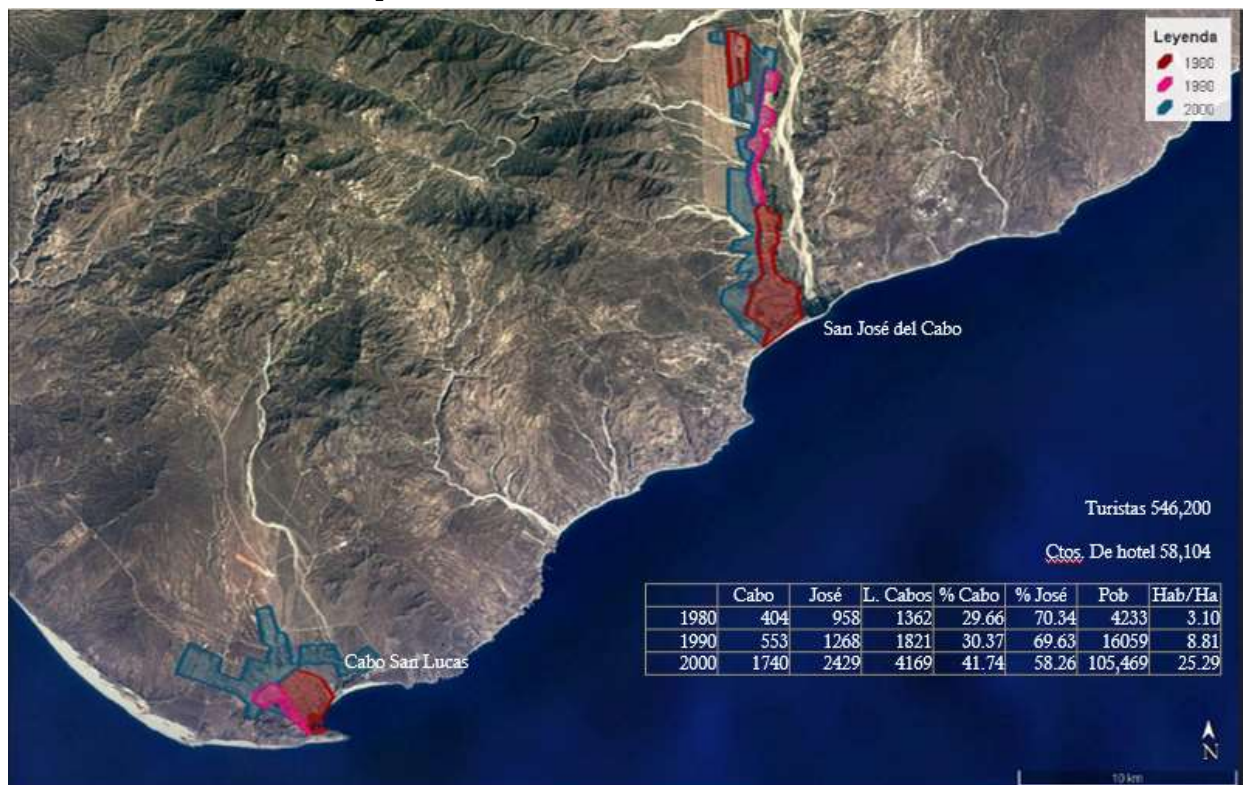 Leyenda
1980
1990
2000
San José del Cabo
Turistas 546,200
Ctos. De hotel 58,104
Cabo José L. Cabos % Cabo % José Pob Hab/Ha
1980 404 958 1362 29.66 70.34 4233 3.10
1990 553 1268 1821 30.37 69.63 16059 8.81
2000 1740 2429 4169 41.74 58.26 105,469 25.29
Cabo San Lucas
N
10 km